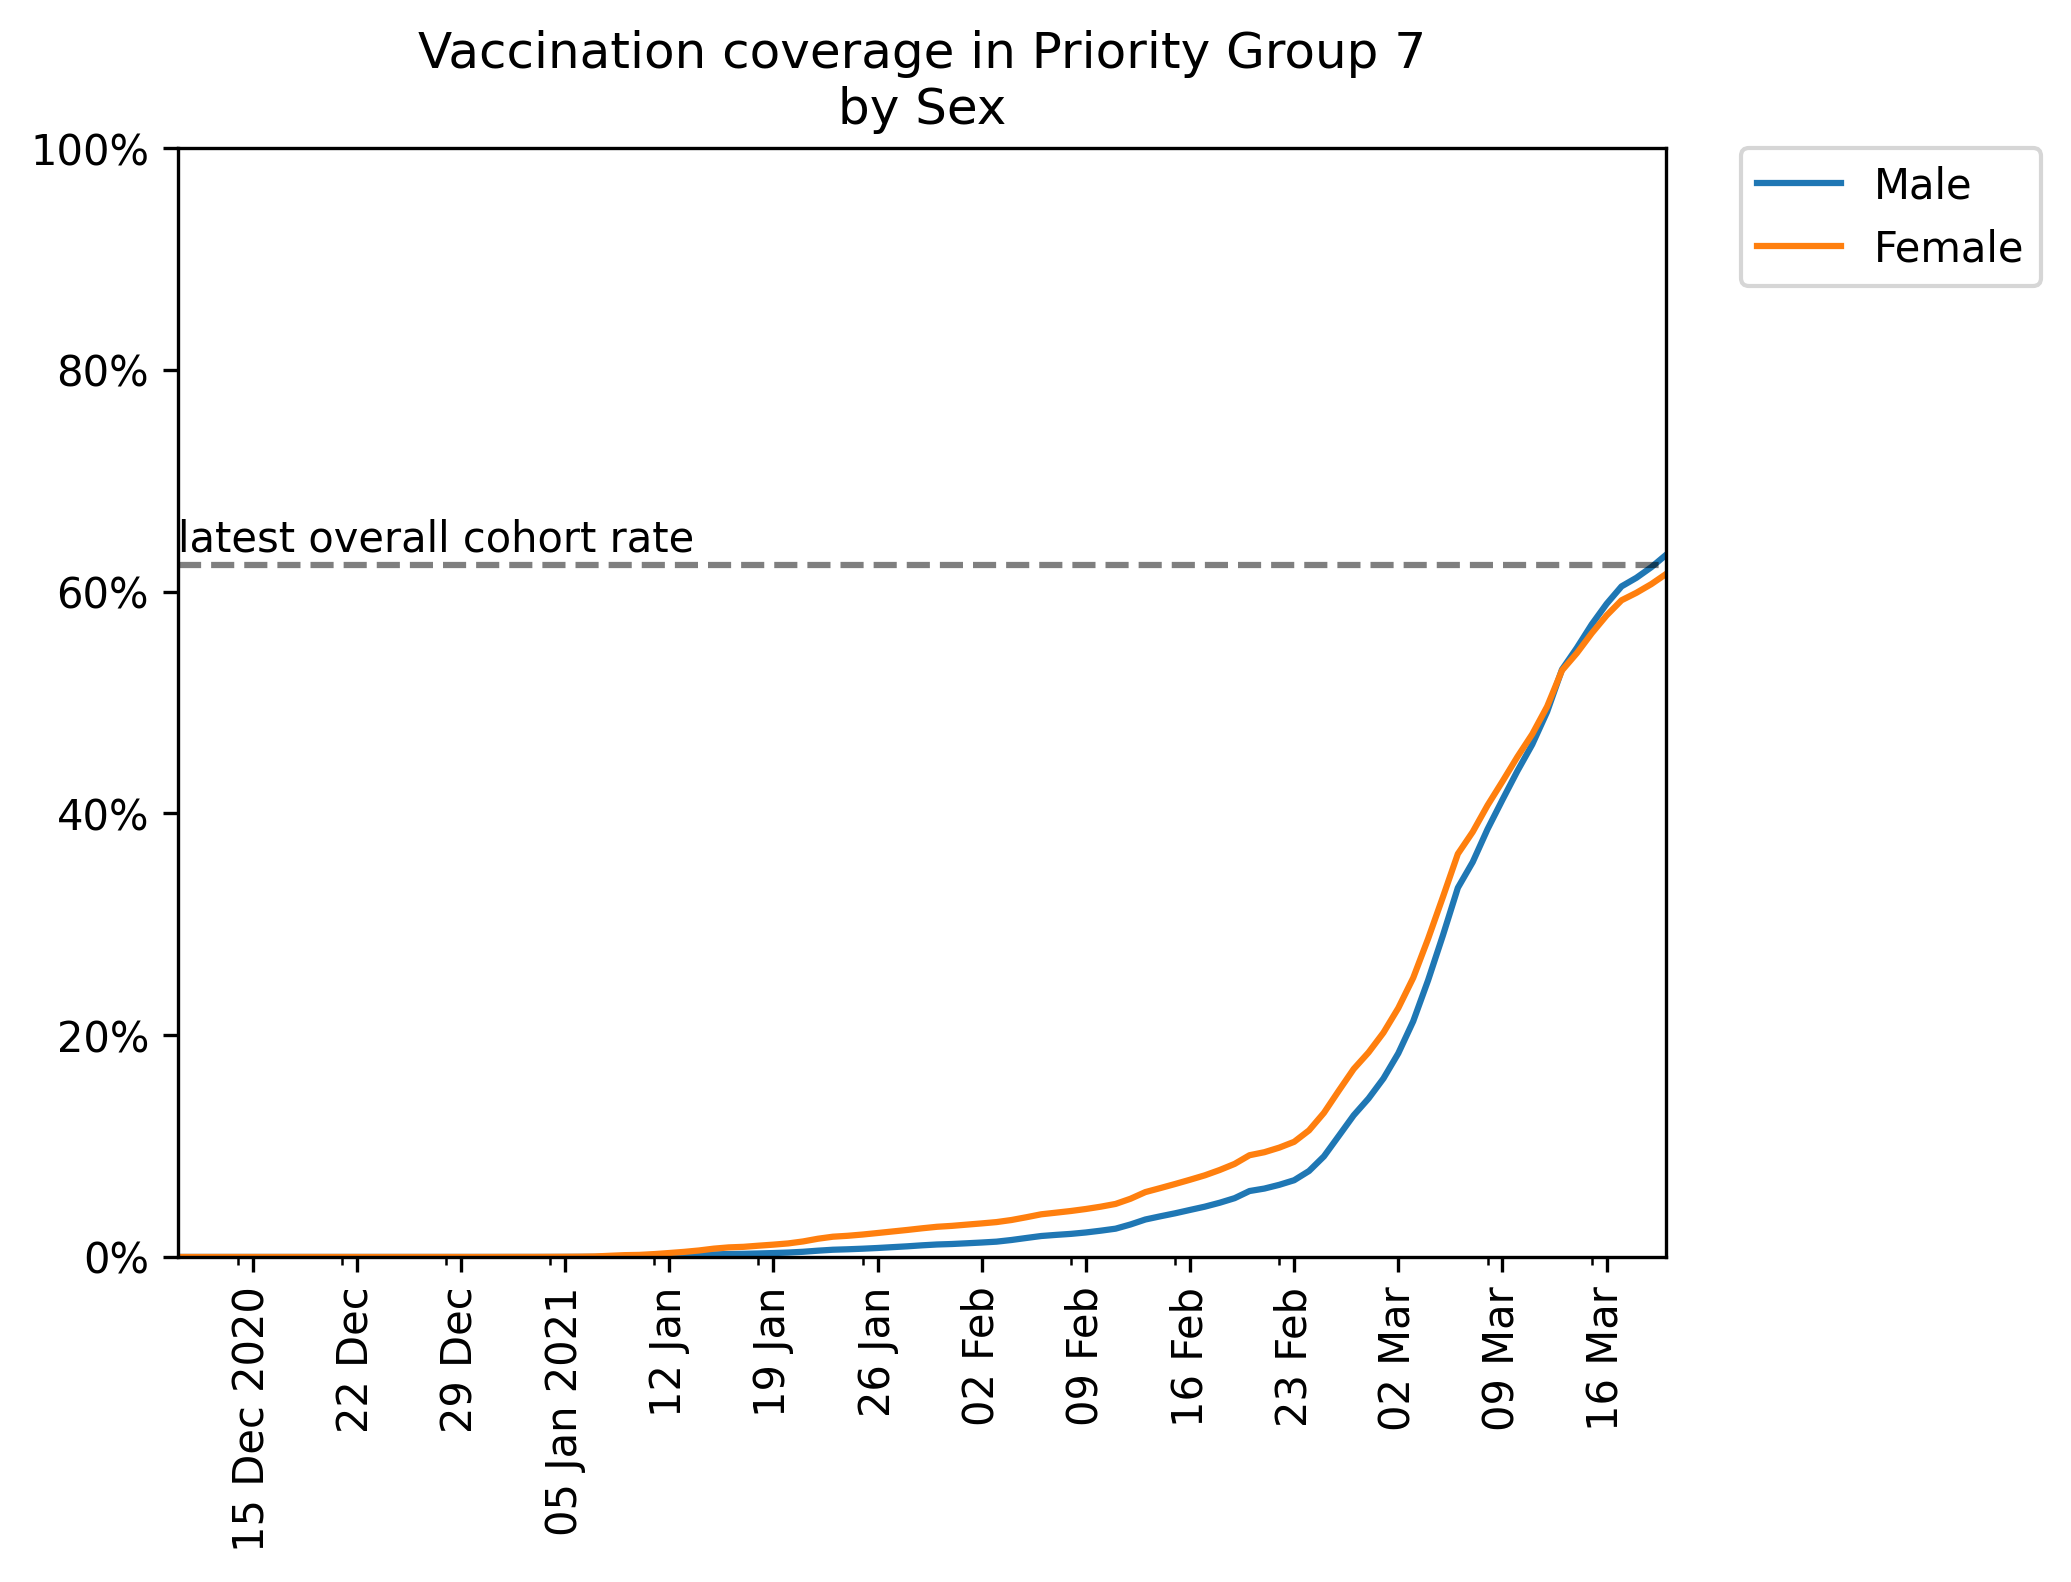 Vaccination coverage in Priority Group 7
by Sex
100%
80%
60%
40%
20%
0%
latest overall cohort rate
Male
Female
15 Dec 2020
22 Dec
29 Dec
05 Jan 2021
12 Jan
19 Jan
26 Jan
02 Feb
09 Feb
16 Feb
23 Feb
02 Mar
09 Mar
16 Mar